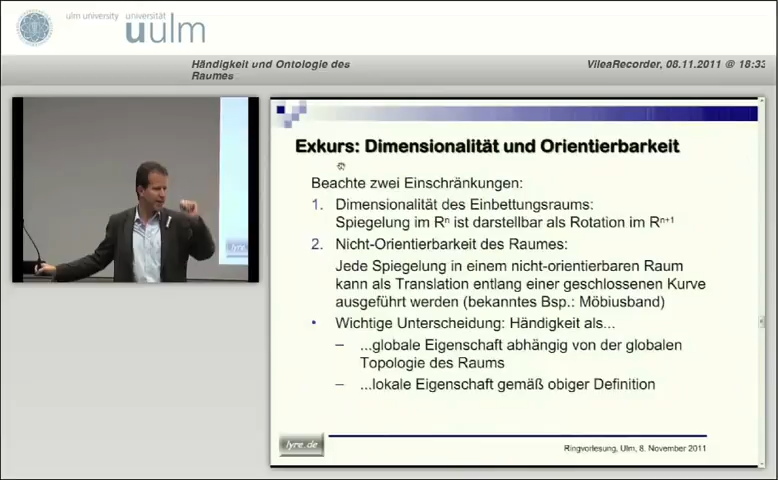 ulm university universität
uulm
Händigkeit und Ontologie des
Raumes
VileaRecorder, 08.11.2011 @ 18:33
Exkurs: Dimensionalität und Orientierbarkeit
Beachte zwei Einschränkungen:
1. Dimensionalität des Einbettungsraums:
Spiegelung im Rⁿ ist darstellbar als Rotation im Rⁿ⁺¹
2. Nicht-Orientierbarkeit des Raumes:
Jede Spiegelung in einem nicht-orientierbaren Raum
kann als Translation entlang einer geschlossenen Kurve
ausgeführt werden (bekanntes Bsp.: Möbiusband)
• Wichtige Unterscheidung: Händigkeit als...
– ...globale Eigenschaft abhängig von der globalen
Topologie des Raums
– ...lokale Eigenschaft gemäß obiger Definition
lyre.de
Ringvorlesung, Ulm, 8. November 2011